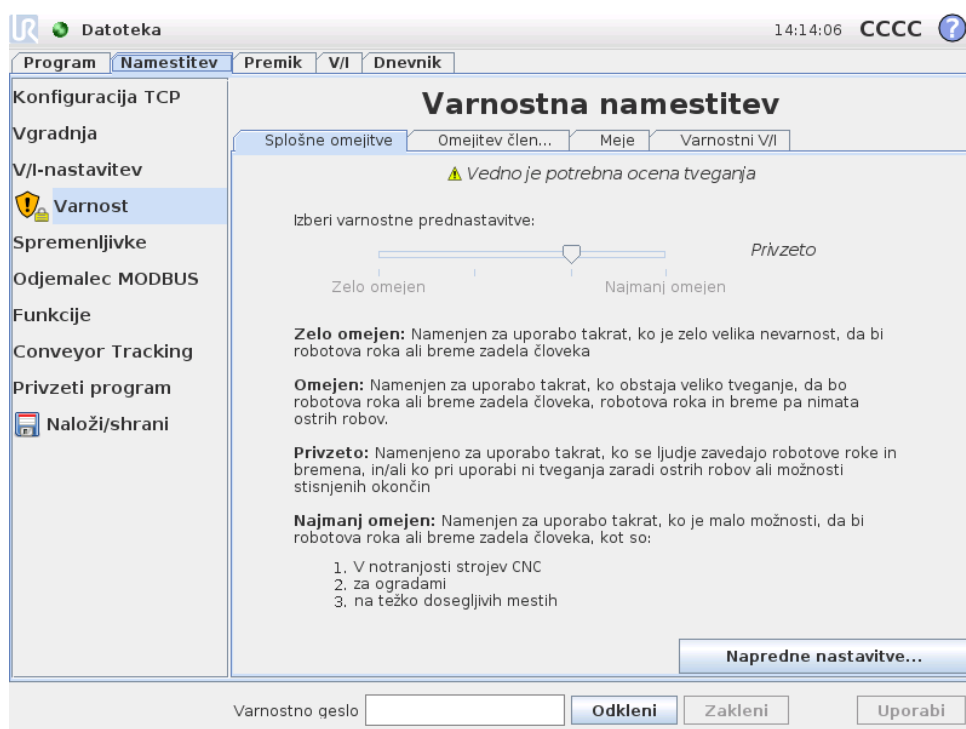 UR Datoteka 14:14:06 CCCC ?
Program Namestitev Premik V/I Dnevnik
Konfiguracija TCP
Vgradnja
V/I-nastavitev
Varnost
Spremenljivke
Odjemalec MODBUS
Funkcije
Conveyor Tracking
Privzeti program
Naloži/shrani
Varnostna namestitev
Splošne omejitve Omejitev člen... Meje Varnostni V/I
Vedno je potrebna ocena tveganja
Izberi varnostne prednastavitve:
Privzeto
Zelo omejen Najmanj omejen
Zelo omejen: Namenjen za uporabo takrat, ko je zelo velika nevarnost, da bi
robotova roka ali breme zadela človeka
Omejen: Namenjen za uporabo takrat, ko obstaja veliko tveganje, da bo
robotova roka ali breme zadela človeka, robotova roka in breme pa nimata
ostrih robov.
Privzeto: Namenjeno za uporabo takrat, ko se ljudje zavedajo robotove roke in
bremena, in/ali ko pri uporabi ni tveganja zaradi ostrih robov ali možnosti
stisnjenih okončin
Najmanj omejen: Namenjen za uporabo takrat, ko je malo možnosti, da bi
robotova roka ali breme zadela človeka, kot so:
1. V notranjosti strojev CNC
2. za ogradami
3. na težko dosegljivih mestih
Napredne nastavitve...
Varnostno geslo Odkleni Zakleni Uporabi